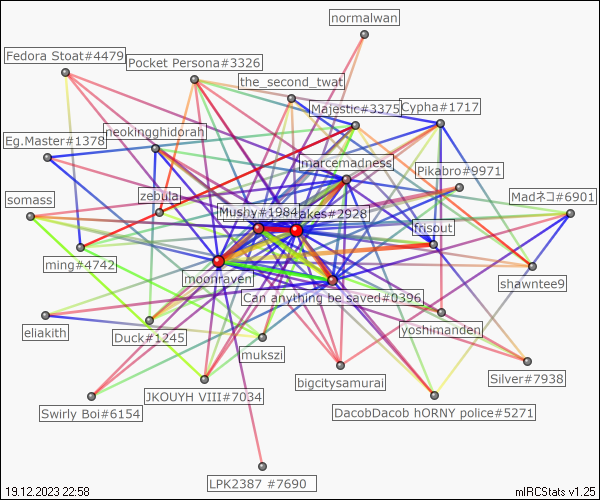 normalwan
Fedora Stoat#4479
Pocket Persona#3326
the_second_twat
Majestic#3375
Cypha#1717
neokingghidorah
Eg.Master#1378
marcemadness
Pikabro#9971
zebula
somass
Madネコ#6901
Mushy#1984
akes#2928
frisout
ming#4742
moonraven
shawntee9
Can anything be saved#0396
eliakith
Duck#1245
yoshimanden
mukszi
bigcitysamurai
Silver#7938
JKOUYH VIII#7034
Swirly Boi#6154
DacobDacob hORNY police#5271
LPK2387 #7690
19.12.2023 22:58
mIRCStats v1.25